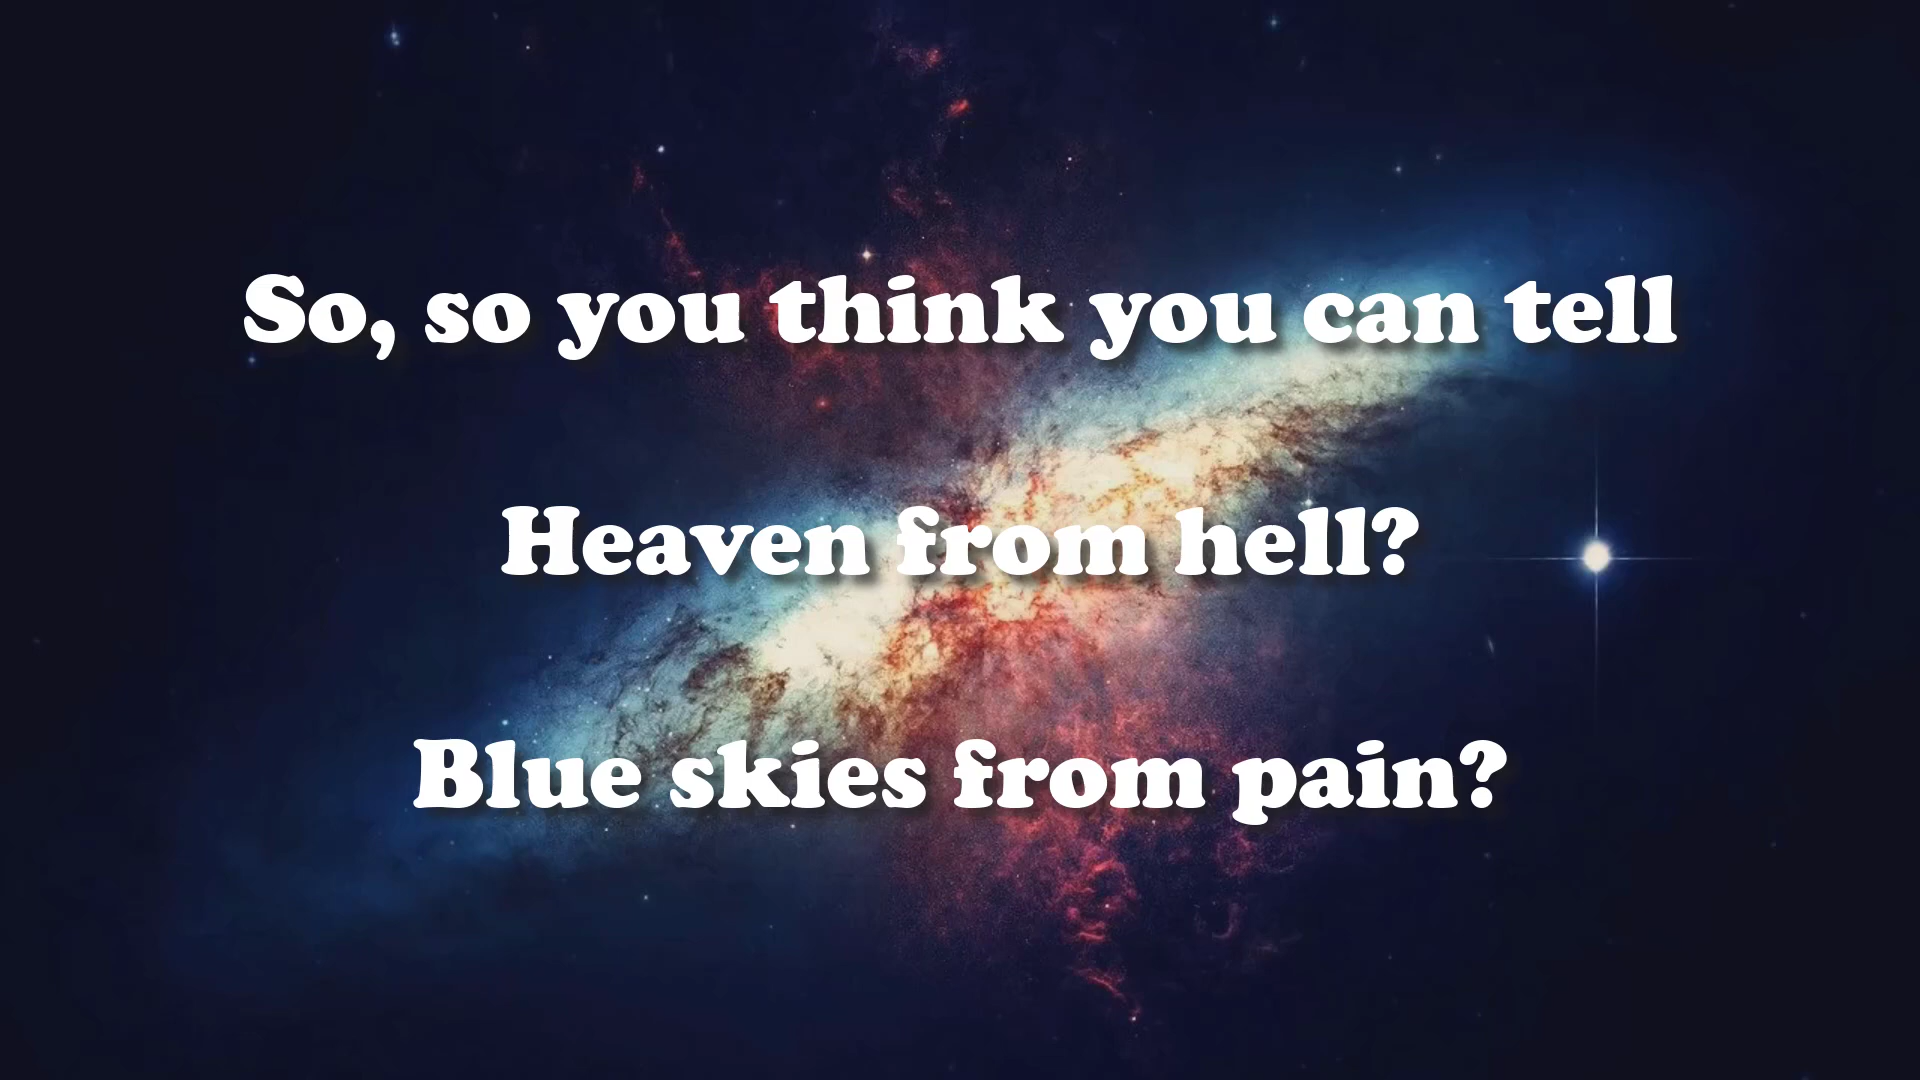 So, so you think you can tell
Heaven from hell?
Blue skies from pain?